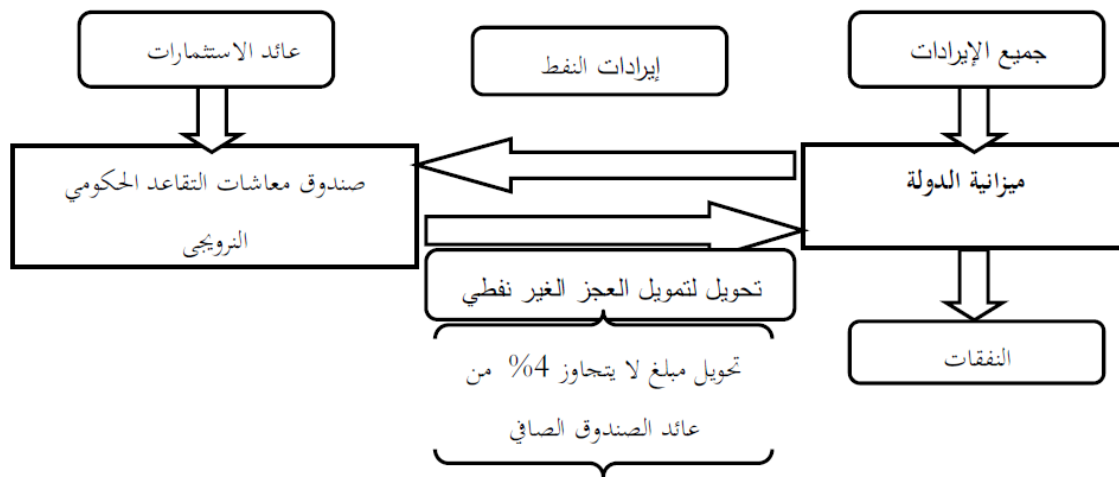 جميع الإيرادات
إيرادات النفط
عائد الاستثمارات
ميزانية الدولة
صندوق معاشات التقاعد الحكومي
النرويجى
تحويل لتمويل العجز الغير نفطي
النفقات
تحويل مبلغ لا يتجاوز 4% من
عائد الصندوق الصافي